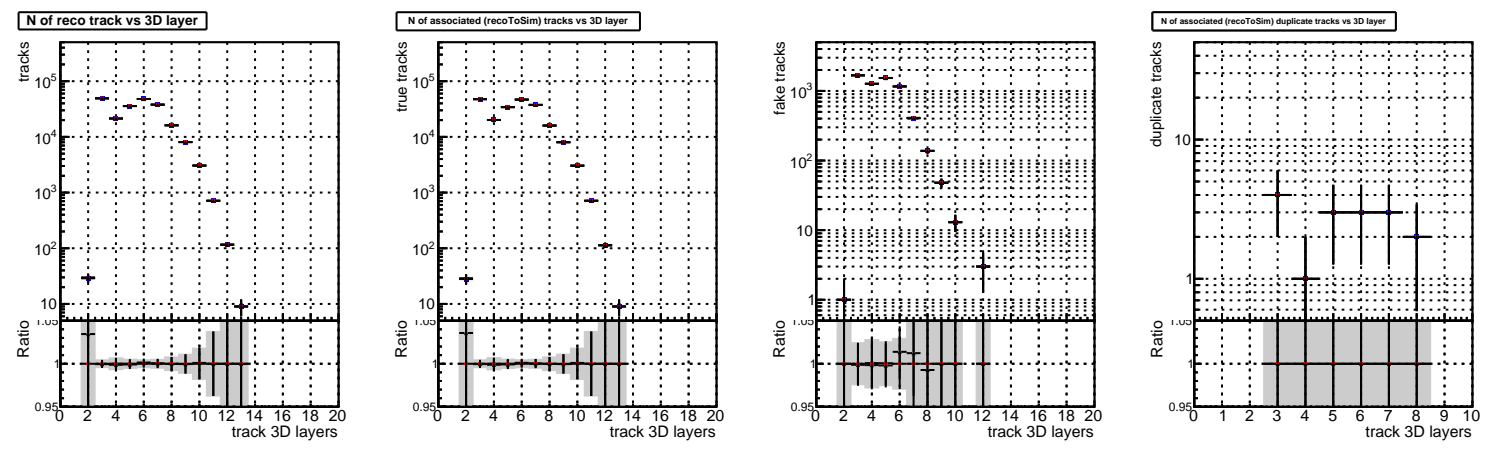 N of reco track vs 3D layer
tracks
10^5
10^4
10^3
10^2
10
1.05
Ratio
1
0.95
0 2 4 6 8 10 12 14 16 18 20
track 3D layers
N of associated (recoToSim) tracks vs 3D layer
true tracks
10^5
10^4
10^3
10^2
10
1.05
Ratio
1
0.95
0 2 4 6 8 10 12 14 16 18 20
track 3D layers
fake tracks
10^3
10^2
10
1
1.05
Ratio
1
0.95
0 2 4 6 8 10 12 14 16 18 20
track 3D layers
N of associated (recoToSim) duplicate tracks vs 3D layer
duplicate tracks
10
1
1.05
Ratio
1
0.95
0 1 2 3 4 5 6 7 8 9 10
track 3D layers